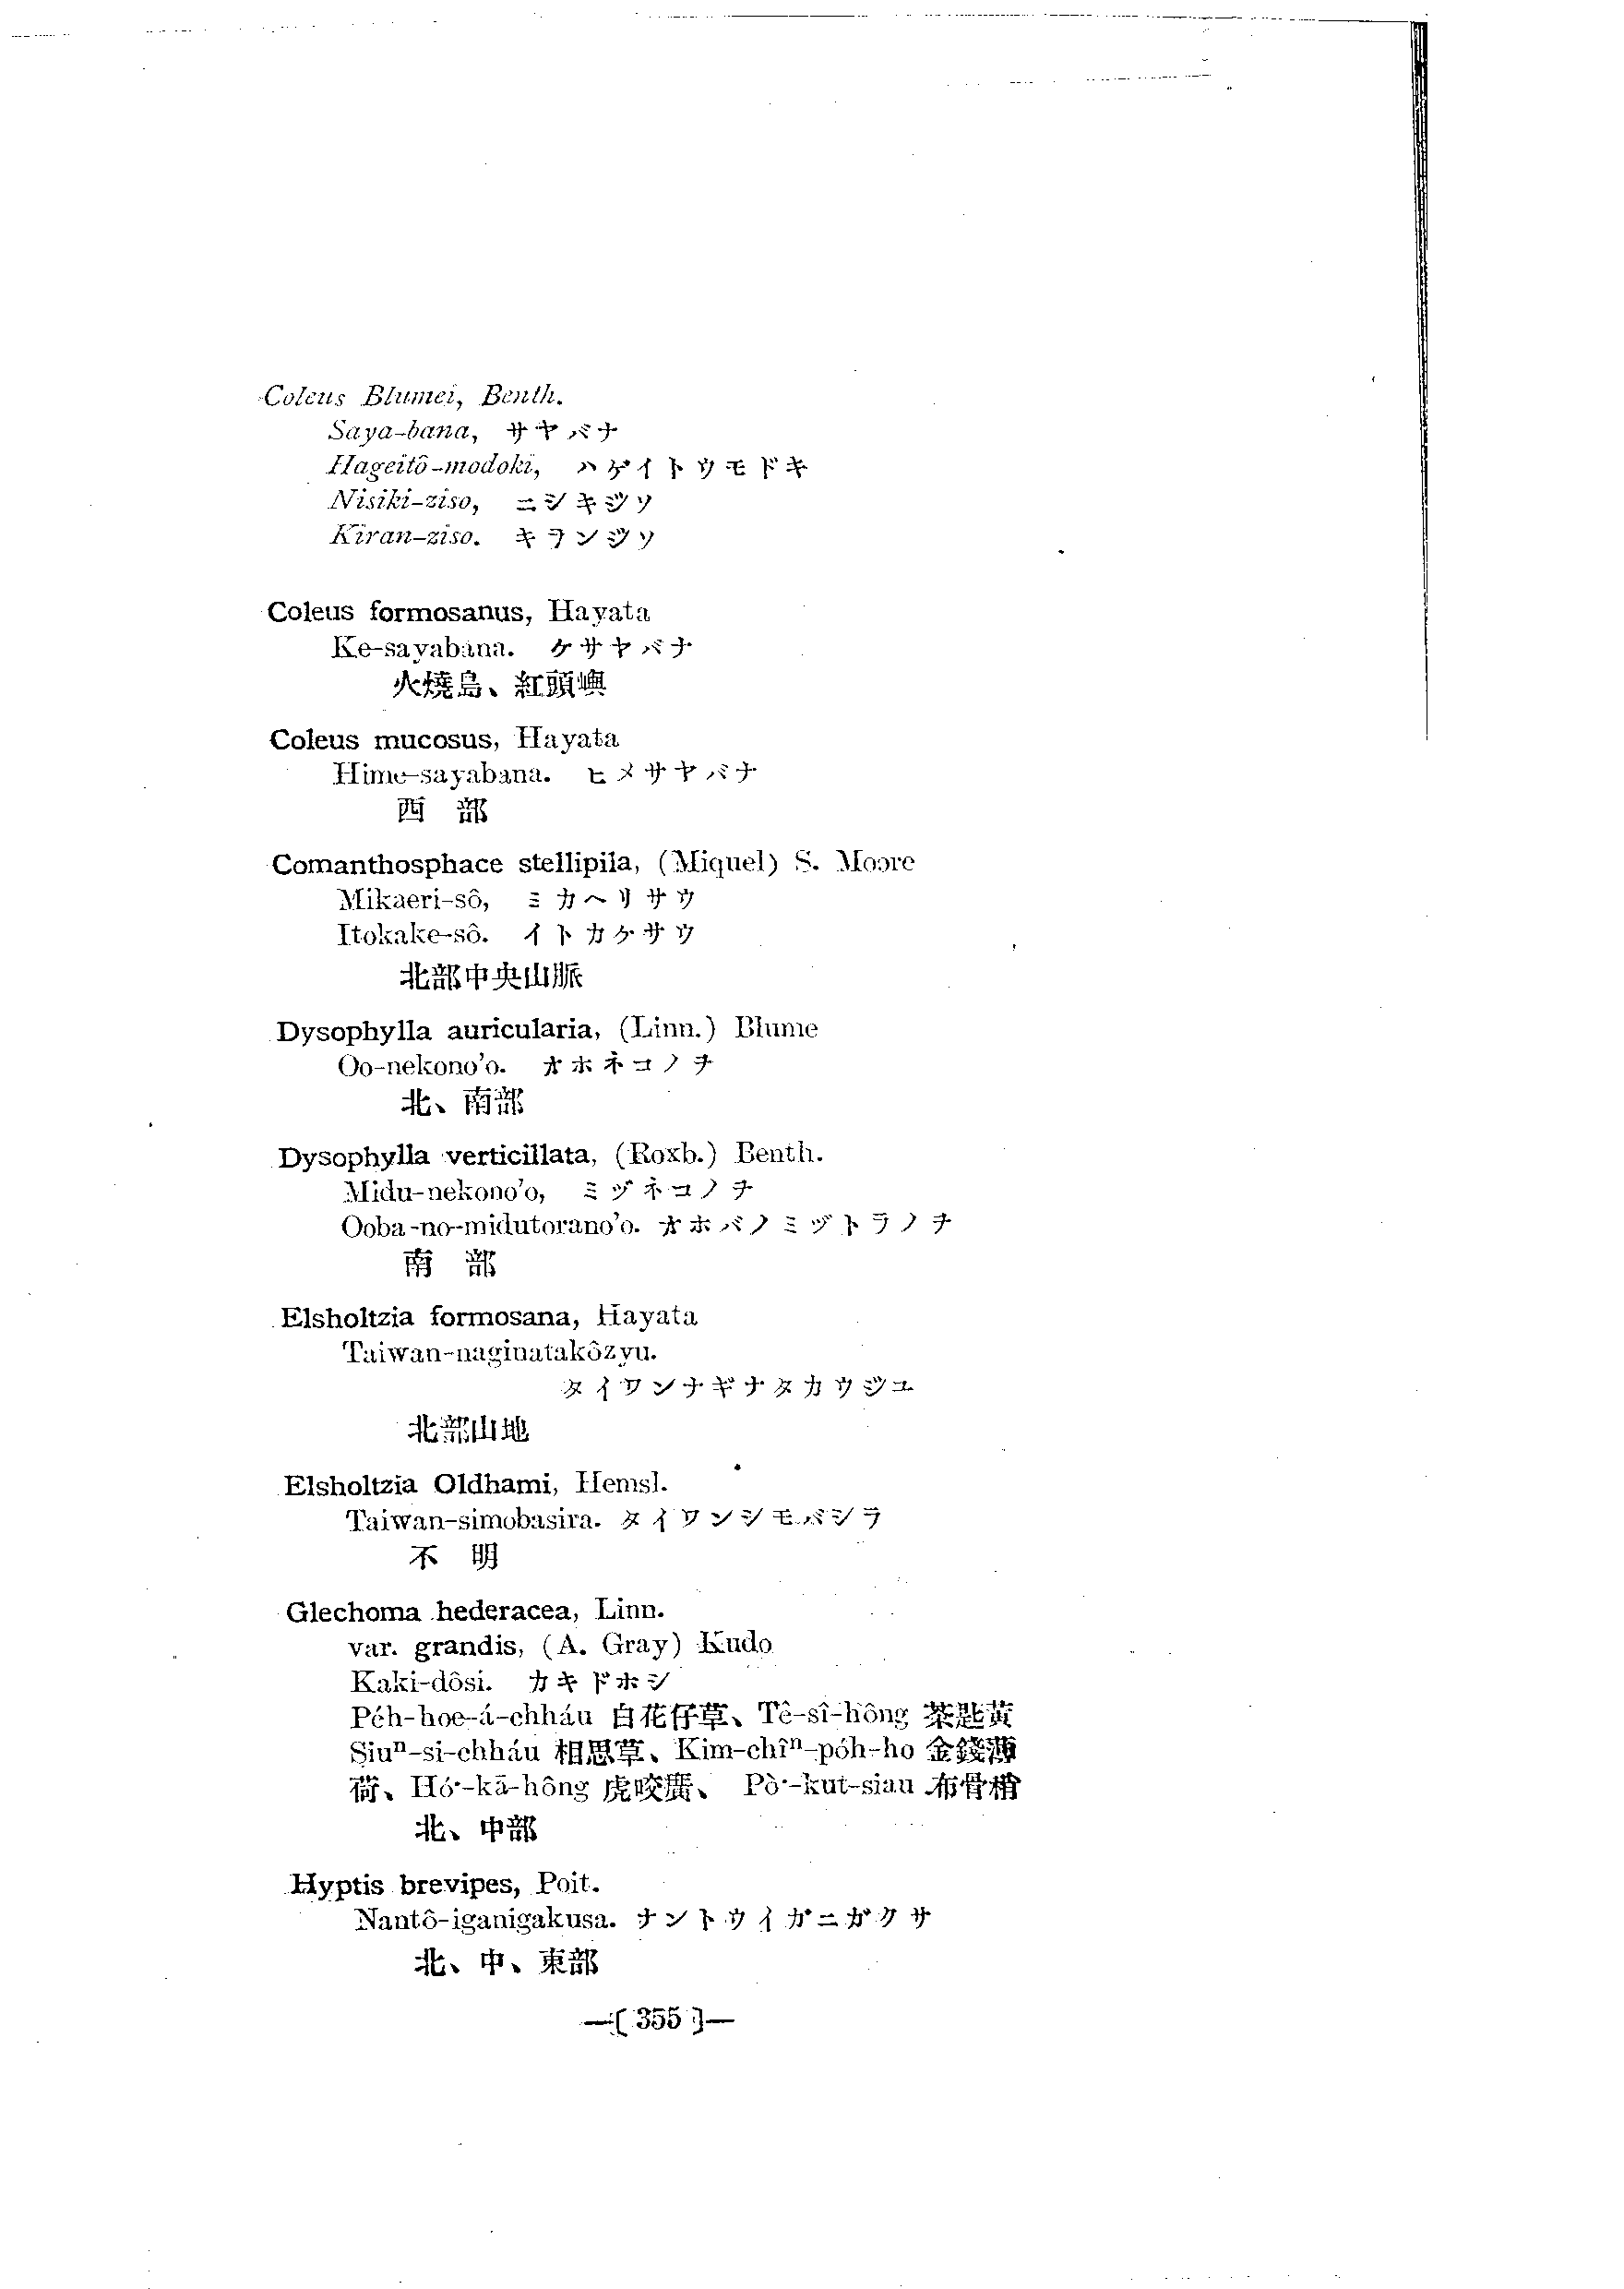 Coleus Blumei, Benth.
Saya-bana, サヤバナ
Hageitô-modoki, ハゲイトウモドキ
Nisiki-ziso, ニシキジソ
Kiran-ziso. キランジソ
Coleus formosanus, Hayata
Ke-sayabana. ケサヤバナ
火燒島、紅頭嶼
Coleus mucosus, Hayata
Hime-sayabana. ヒメサヤバナ
西 部
Comanthosphace stellipila, (Miquel) S. Moore
Mikaeri-sô, ミカヘリサウ
Itokake-sô. イトカケサウ
北部中央山脈
Dysophylla auricularia, (Linn.) Blume
Oo-nekono'o. オホネコノヲ
北、南部
Dysophylla verticillata, (Roxb.) Benth.
Midu-nekono'o, ミヅネコノヲ
Ooba-no-midutorano'o. オホバノミヅトラノヲ
南 部
Elsholtzia formosana, Hayata
Taiwan-naginatakôzyu.
タイワンナギナタカウジユ
北部山地
Elsholtzia Oldhami, Hemsl.
Taiwan-simobasira. タイワンシモバシラ
不 明
Glechoma hederacea, Linn.
var. grandis, (A. Gray) Kudo
Kaki-dôsi. カキドホシ
Péh-hoe-á-chháu 白花仔草、Tê-sî-hông 茶匙黃
Siuⁿ-si-chháu 相思草、Kim-chîⁿ-póh-ho 金錢薄
荷、Hó·-kā-hông 虎咬癀、 Pò·-kut-siau 布骨梢
北、中部
Hyptis brevipes, Poit.
Nantô-iganigakusa. ナントウイガニガクサ
北、中、東部
—( 355 )—